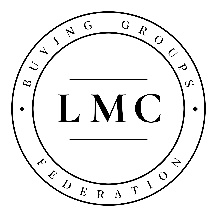 BUYING GROUPS
LMC
FEDERATION